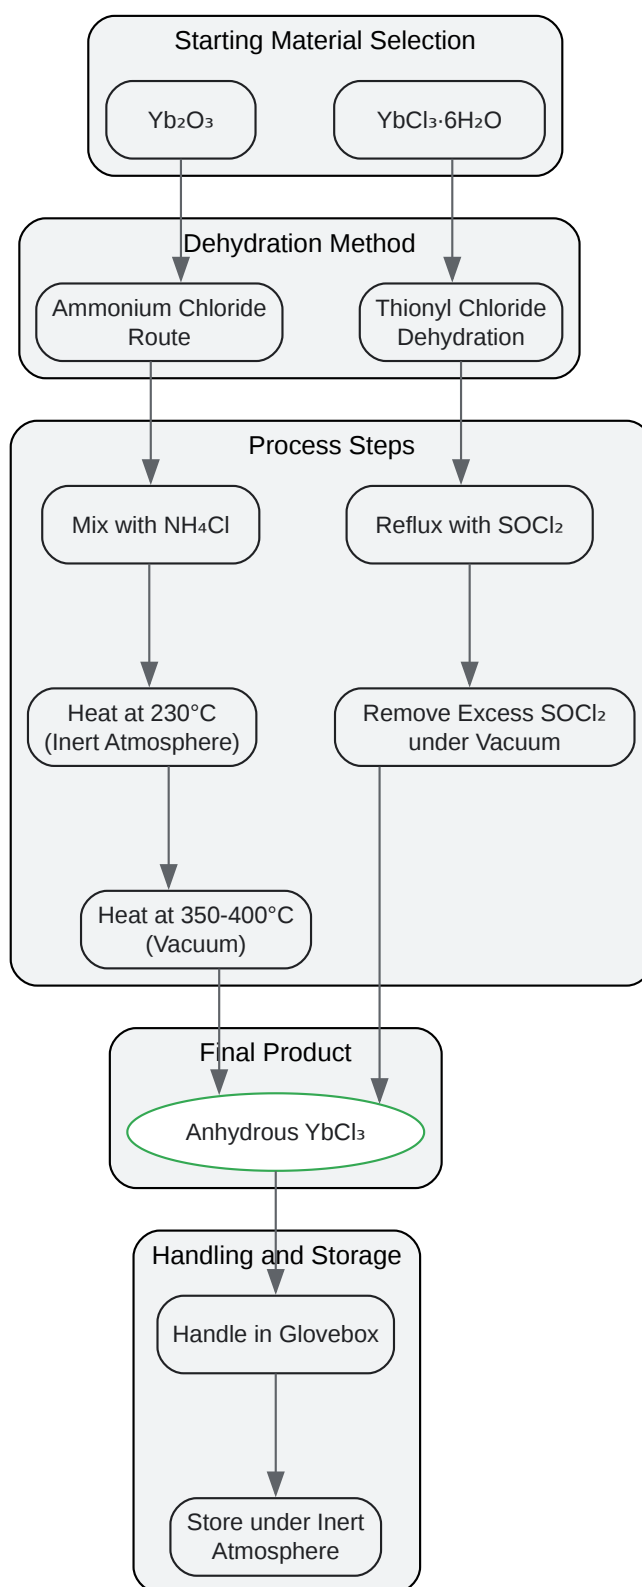 Starting Material Selection
Yb₂O₃
YbCl₃·6H₂O
Dehydration Method
Ammonium Chloride
Route
Thionyl Chloride
Dehydration
Process Steps
Mix with NH₄Cl
Reflux with SOCl₂
Heat at 230°C
(Inert Atmosphere)
Remove Excess SOCl₂
under Vacuum
Heat at 350-400°C
(Vacuum)
Final Product
Anhydrous YbCl₃
Handling and Storage
Handle in Glovebox
Store under Inert
Atmosphere